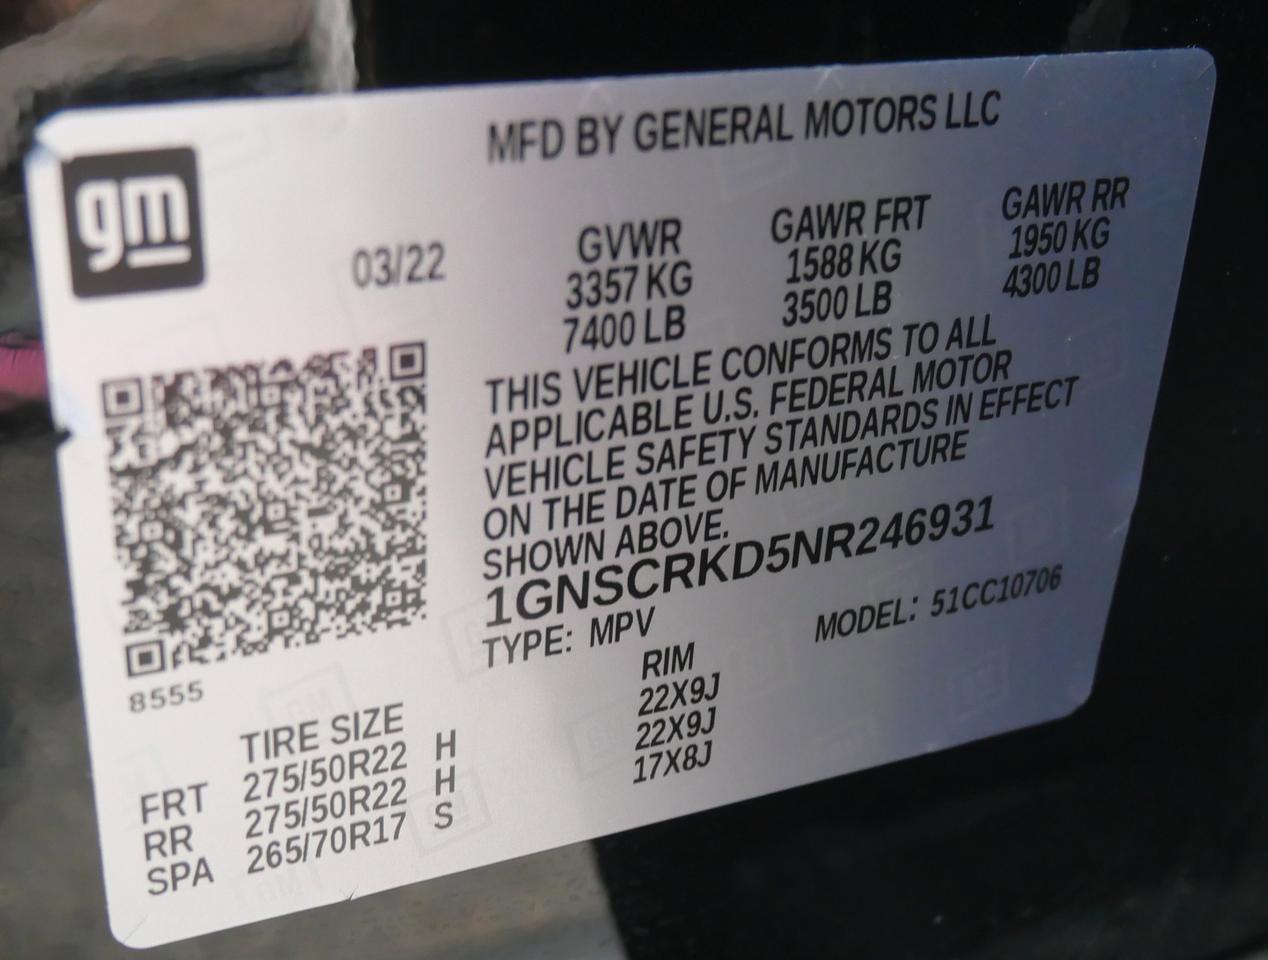 MFD BY GENERAL MOTORS LLC
gm
03/22
GVWR GAWR FRT GAWR RR
3357 KG 1588 KG 1950 KG
7400 LB 3500 LB 4300 LB
THIS VEHICLE CONFORMS TO ALL
APPLICABLE U.S. FEDERAL MOTOR
VEHICLE SAFETY STANDARDS IN EFFECT
ON THE DATE OF MANUFACTURE
SHOWN ABOVE.
1GNSCRKD5NR246931
TYPE: MPV MODEL: 51CC10706
8555
TIRE SIZE RIM
FRT 275/50R22 H 22X9J
RR 275/50R22 H 22X9J
SPA 265/70R17 S 17X8J